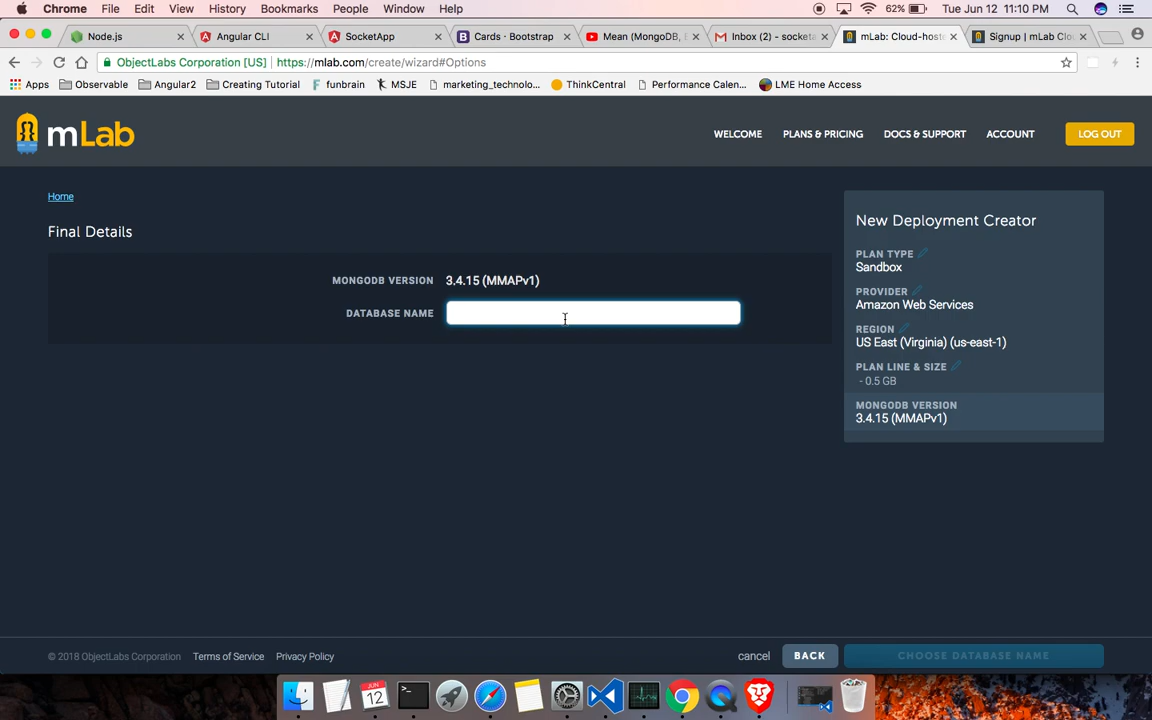 Chrome File Edit View History Bookmarks People Window Help 62% Tue Jun 12 11:10 PM
Node.js Angular CLI SocketApp Cards · Bootstrap Mean (MongoDB, Inbox (2) - socketa mLab: Cloud-hoste Signup | mLab Clou
ObjectLabs Corporation [US] https://mlab.com/create/wizard#Options
Apps Observable Angular2 Creating Tutorial funbrain MSJE marketing_technolo... ThinkCentral Performance Calen... LME Home Access
mLab WELCOME PLANS & PRICING DOCS & SUPPORT ACCOUNT LOG OUT
Home
Final Details
MONGODB VERSION 3.4.15 (MMAPv1)
DATABASE NAME
New Deployment Creator
PLAN TYPE
Sandbox
PROVIDER
Amazon Web Services
REGION
US East (Virginia) (us-east-1)
PLAN LINE & SIZE
- 0.5 GB
MONGODB VERSION
3.4.15 (MMAPv1)
© 2018 ObjectLabs Corporation Terms of Service Privacy Policy cancel BACK CHOOSE DATABASE NAME
JUN
12